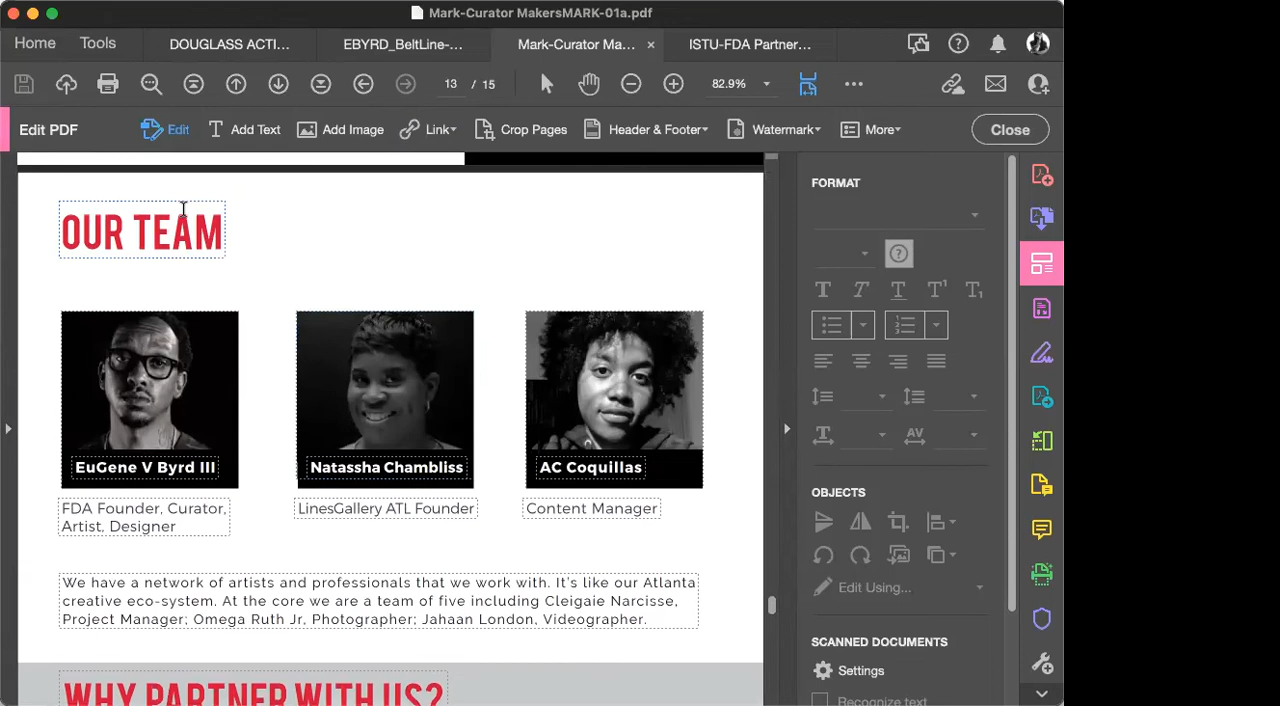 Mark-Curator MakersMARK-01a.pdf
Home
Tools
DOUGLASS ACTI...
EBYRD_BeltLine-...
Mark-Curator Ma... ×
ISTU-FDA Partner...
13 / 15
82.9%
Edit PDF
Edit
Add Text
Add Image
Link
Crop Pages
Header & Footer
Watermark
More
Close
OUR TEAM
EuGene V Byrd III
FDA Founder, Curator,
Artist, Designer
Natassha Chambliss
LinesGallery ATL Founder
AC Coquillas
Content Manager
We have a network of artists and professionals that we work with. It's like our Atlanta
creative eco-system. At the core we are a team of five including Cleigaie Narcisse,
Project Manager; Omega Ruth Jr, Photographer; Jahaan London, Videographer.
WHY PARTNER WITH US?
FORMAT
OBJECTS
Edit Using...
SCANNED DOCUMENTS
Settings
Recognize text